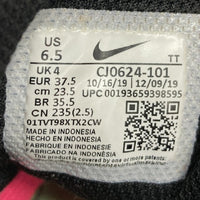 US
6.5
TT
UK 4
CJ0624-101
EUR 37.5
10/16/19 12/09/19
cm 23.5
UPC 00193659398595
BR 35.5
CN 235(2.5)
01TVT98XTX2CW
MADE IN INDONESIA
FABRIQUE EN INDONESIE
FABRICADO EN INDONESIA
HECHO EN INDONESIA